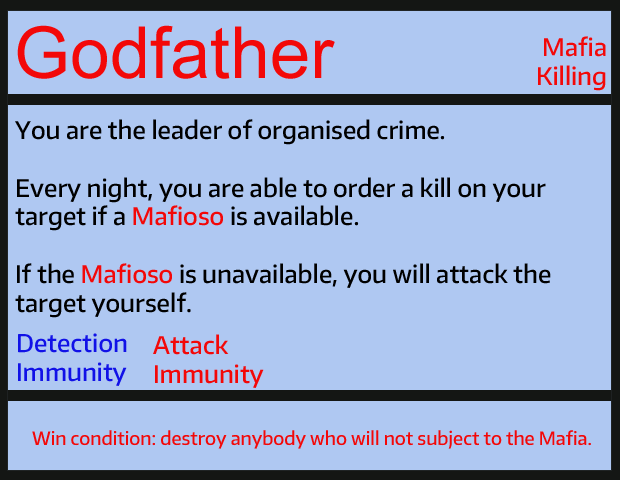 Godfather
Mafia
Killing
You are the leader of organised crime.
Every night, you are able to order a kill on your
target if a Mafioso is available.
If the Mafioso is unavailable, you will attack the
target yourself.
Detection
Immunity
Attack
Immunity
Win condition: destroy anybody who will not subject to the Mafia.